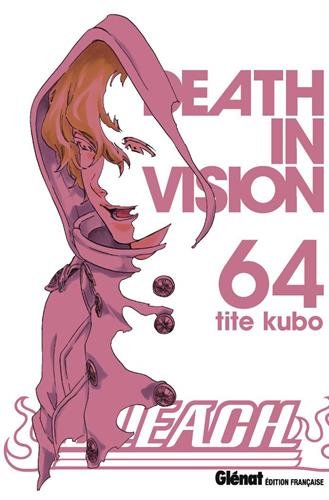 DEATH
IN
VISION
64
tite kubo
BLEACH
Glénat ÉDITION FRANÇAISE